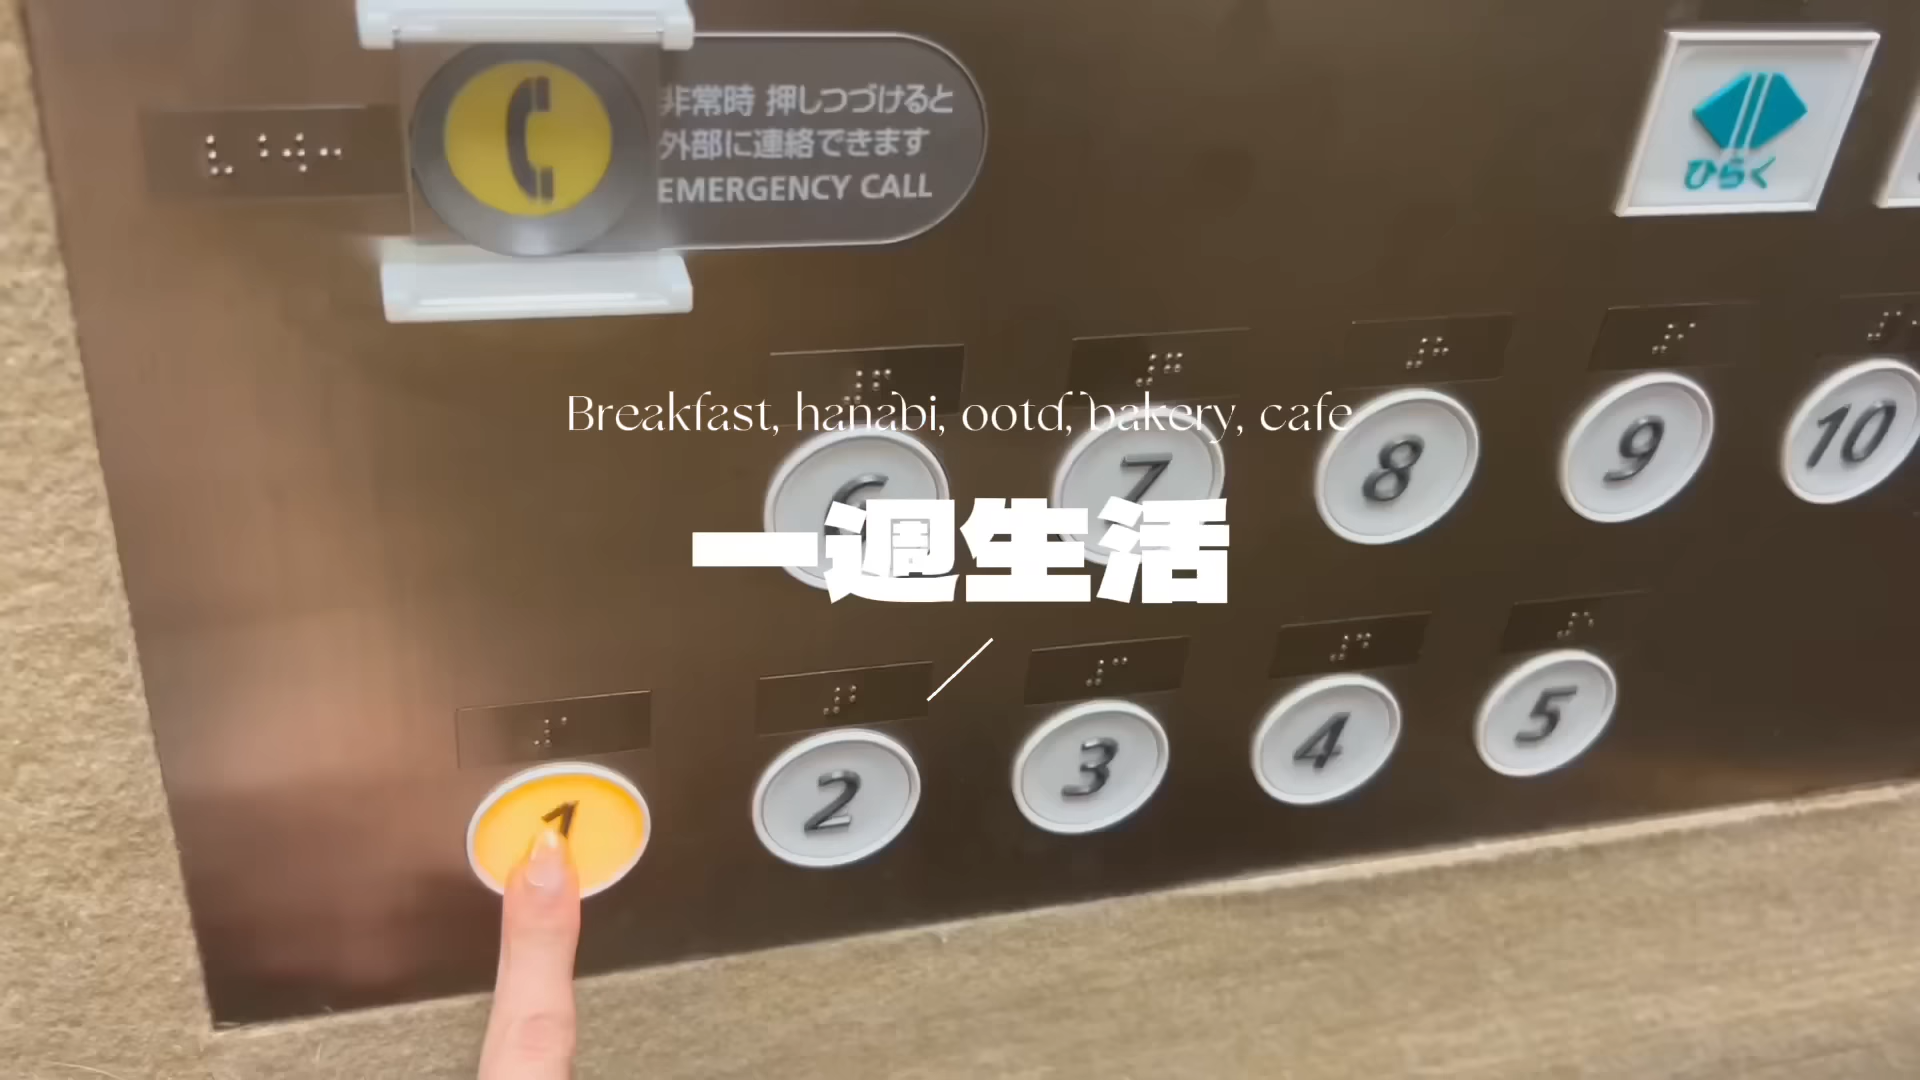 非常時 押しつづけると
外部に連絡できます
EMERGENCY CALL
ひらく
Breakfast, hanabi, ootd, bakery, cafe
6 7 8 9 10
一週生活
1 2 3 4 5